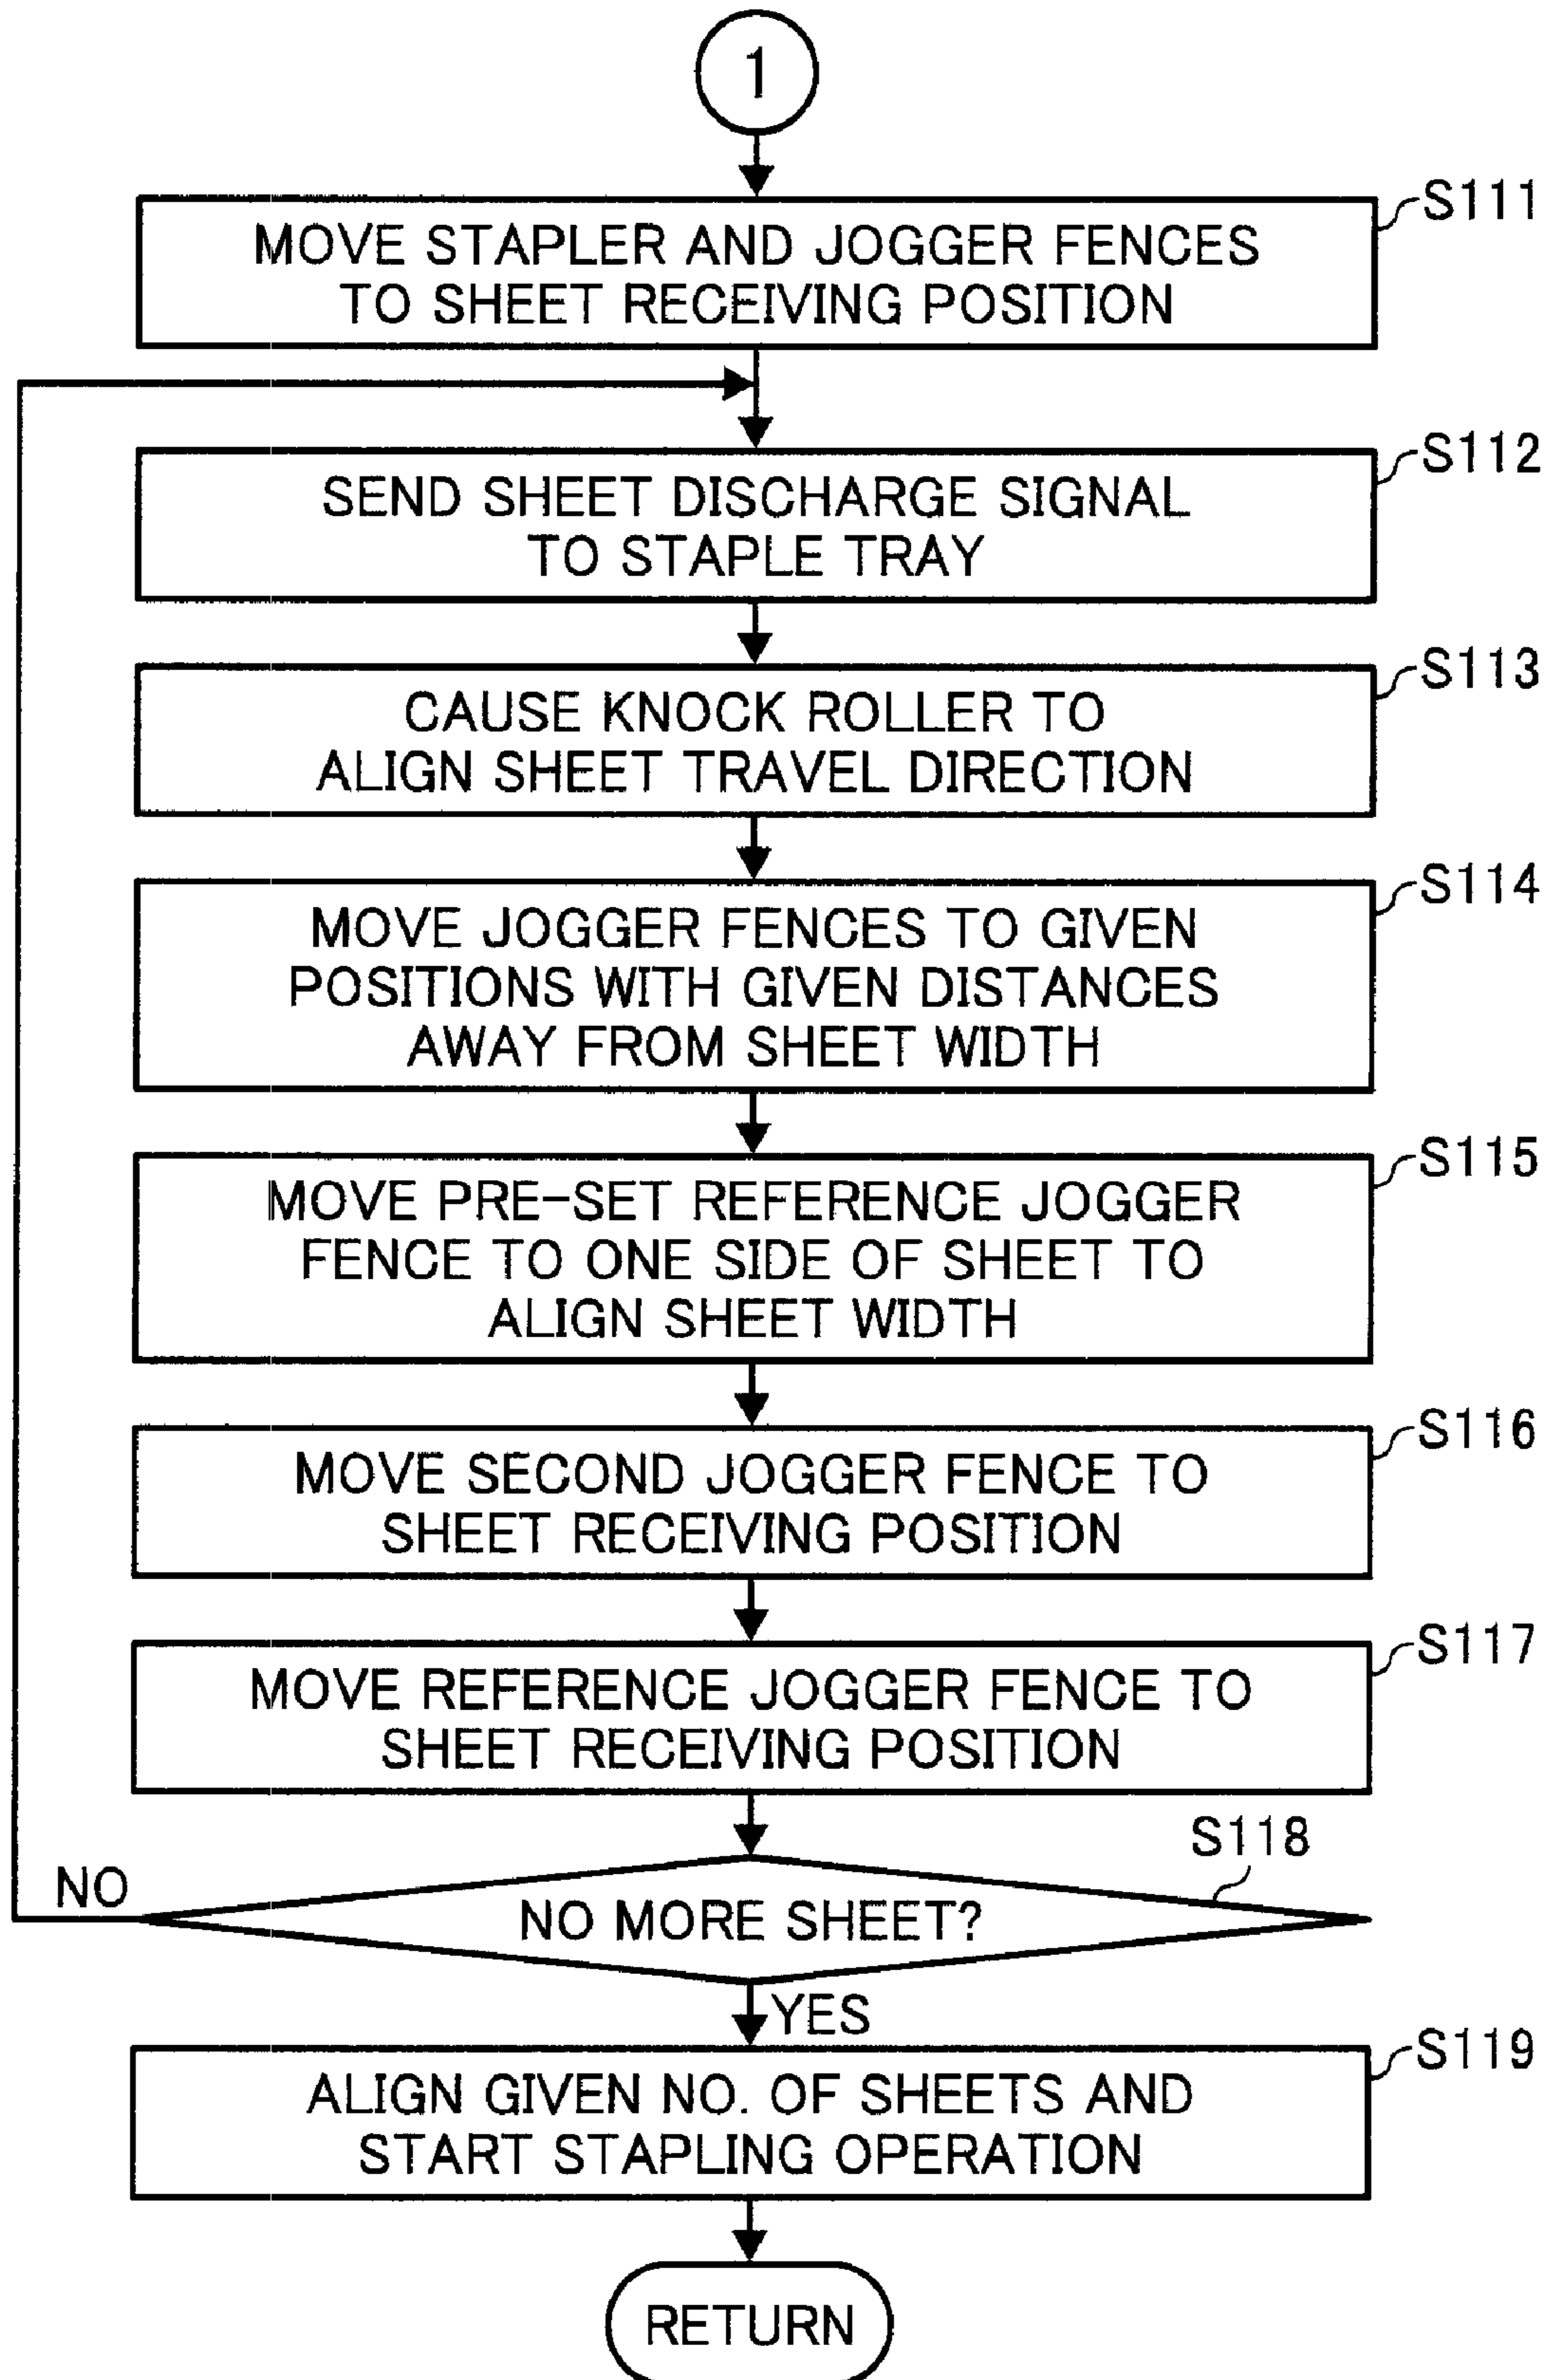 1
S111
MOVE STAPLER AND JOGGER FENCES
TO SHEET RECEIVING POSITION
S112
SEND SHEET DISCHARGE SIGNAL
TO STAPLE TRAY
S113
CAUSE KNOCK ROLLER TO
ALIGN SHEET TRAVEL DIRECTION
S114
MOVE JOGGER FENCES TO GIVEN
POSITIONS WITH GIVEN DISTANCES
AWAY FROM SHEET WIDTH
S115
MOVE PRE-SET REFERENCE JOGGER
FENCE TO ONE SIDE OF SHEET TO
ALIGN SHEET WIDTH
S116
MOVE SECOND JOGGER FENCE TO
SHEET RECEIVING POSITION
S117
MOVE REFERENCE JOGGER FENCE TO
SHEET RECEIVING POSITION
S118
NO
NO MORE SHEET?
YES
S119
ALIGN GIVEN NO. OF SHEETS AND
START STAPLING OPERATION
RETURN